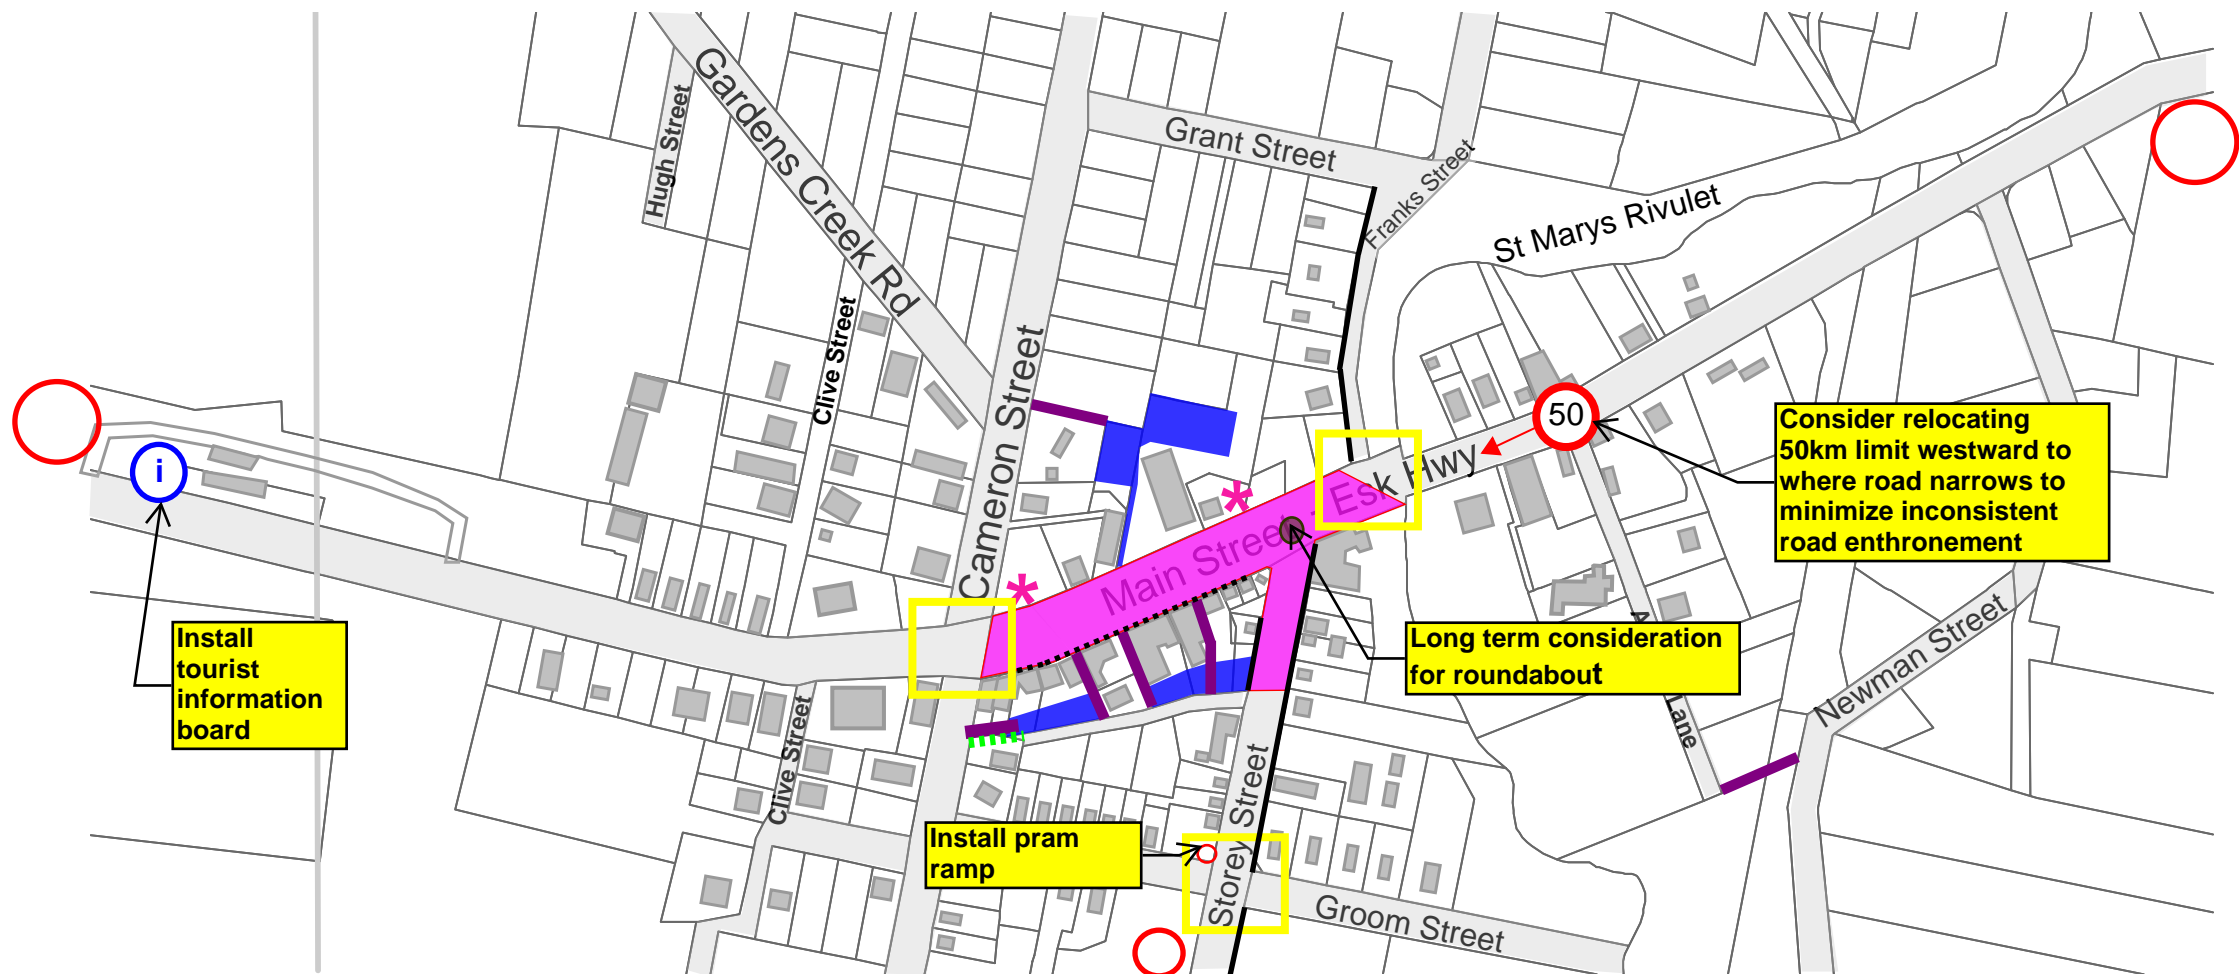 Gardens Creek Rd
Hugh Street
Grant Street
Franks Street
St Marys Rivulet
Clive Street
Cameron Street
50
Consider relocating
50km limit westward to
where road narrows to
minimize inconsistent
road enthronement
i
Main Street - Esk Hwy
Install
tourist
information
board
Long term consideration
for roundabout
Lane
Newman Street
Clive Street
Storey Street
Install pram
ramp
Groom Street
*
*